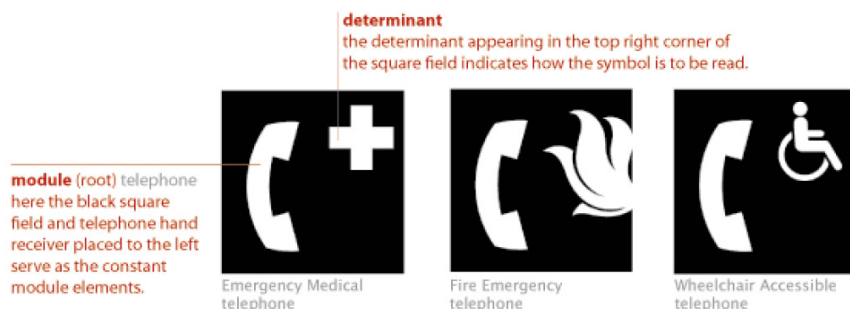 determinant
the determinant appearing in the top right corner of
the square field indicates how the symbol is to be read.
module (root) telephone
here the black square
field and telephone hand
receiver placed to the left
serve as the constant
module elements.
Emergency Medical
telephone
Fire Emergency
telephone
Wheelchair Accessible
telephone